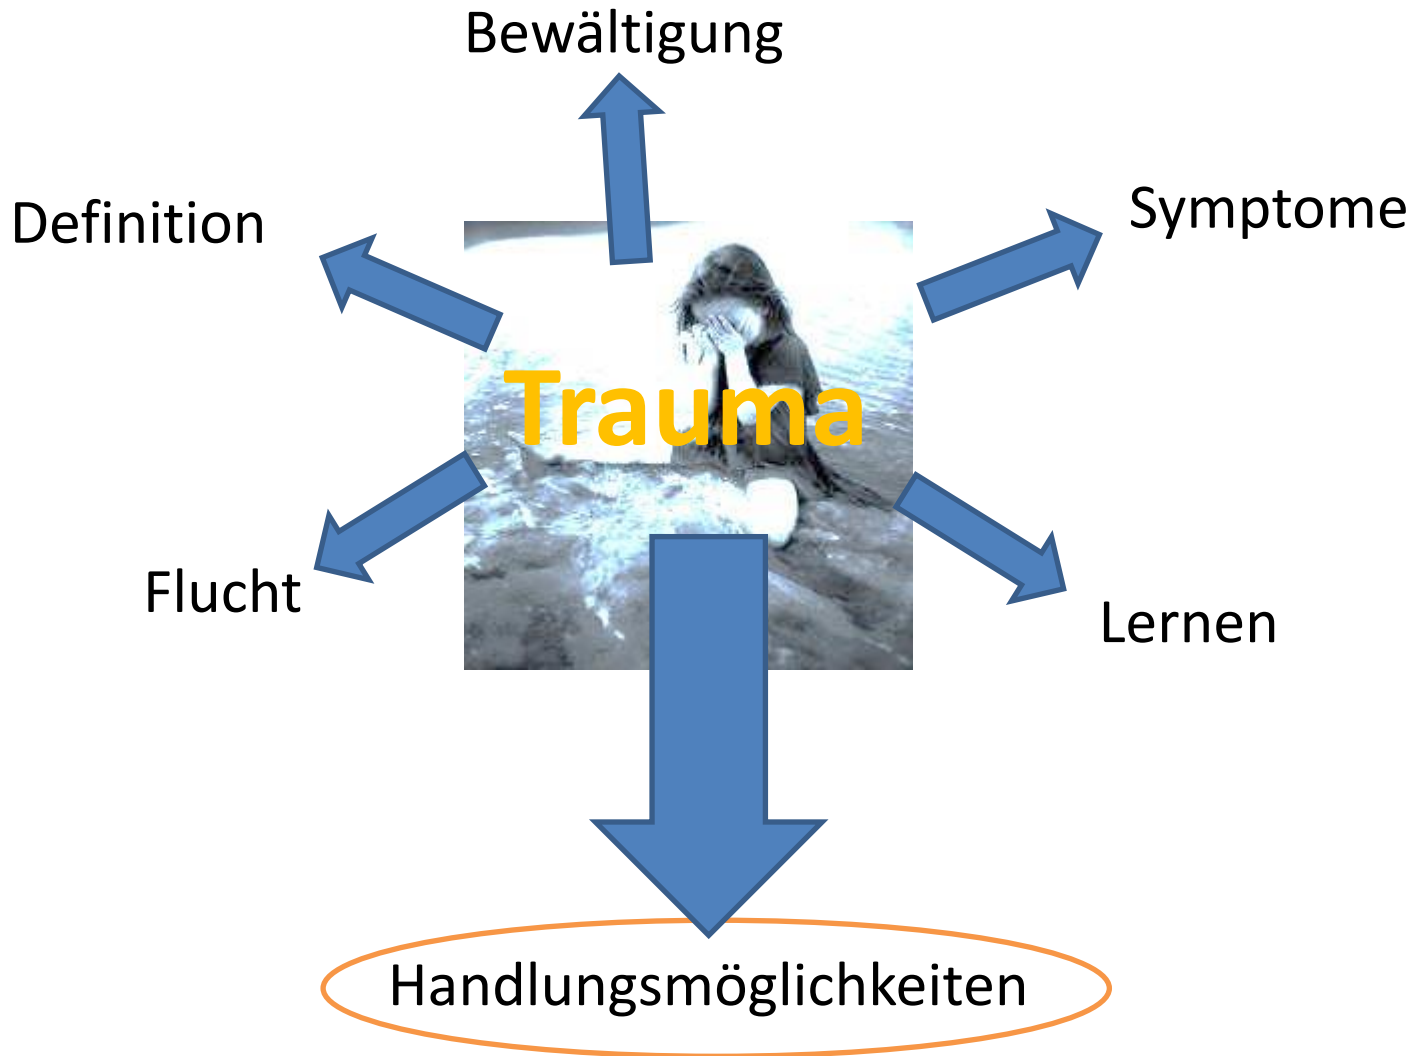 Bewältigung
Definition
Symptome
Trauma
Flucht
Lernen
Handlungsmöglichkeiten